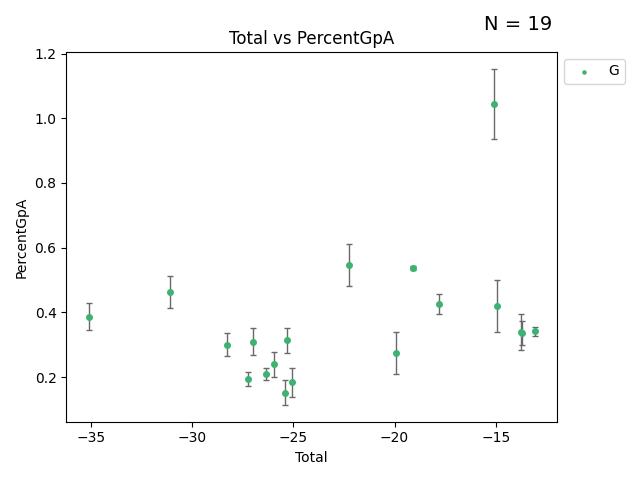 N = 19
Total vs PercentGpA
G
PercentGpA
1.2
1.0
0.8
0.6
0.4
0.2
−35
−30
−25
−20
−15
Total